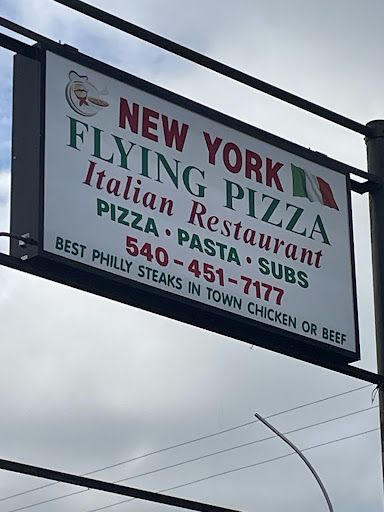 NEW YORK
FLYING PIZZA
Italian Restaurant
PIZZA · PASTA · SUBS
540-451-7177
BEST PHILLY STEAKS IN TOWN CHICKEN OR BEEF